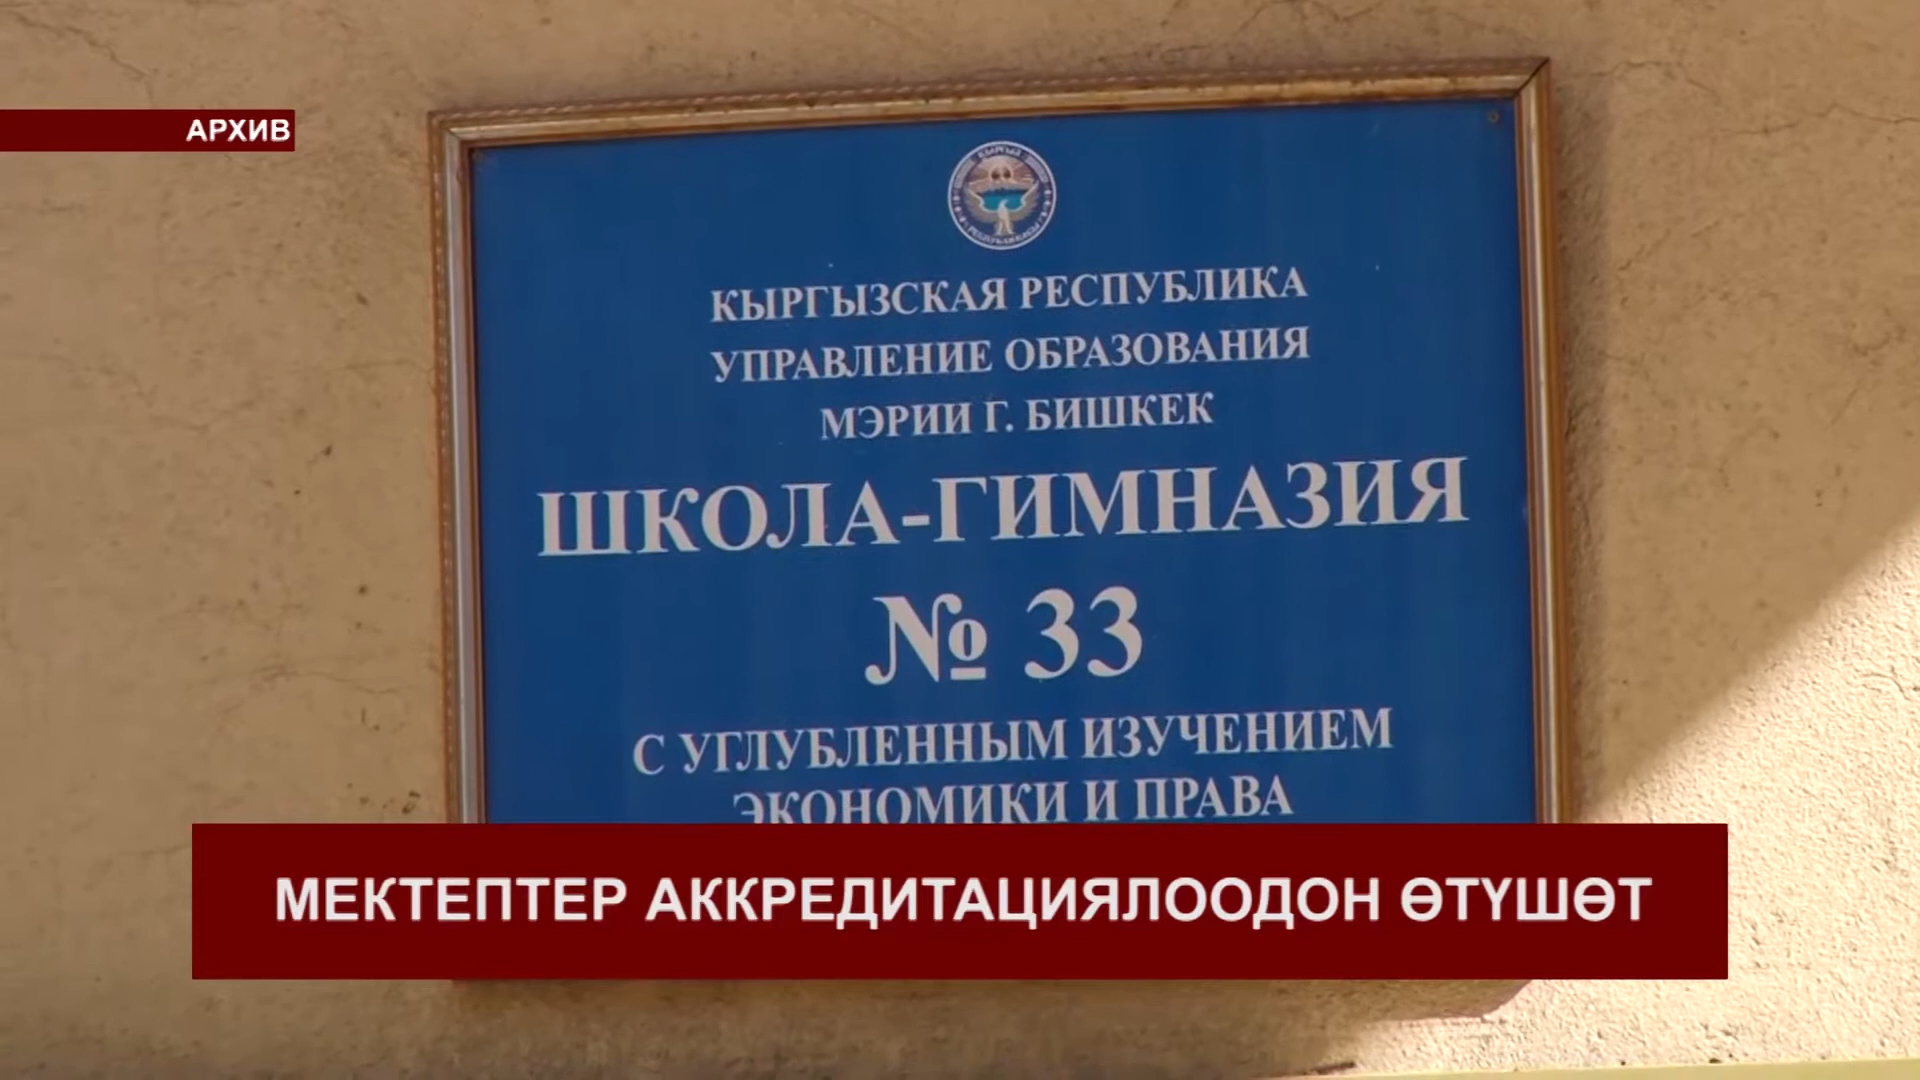 АРХИВ
КЫРГЫЗСКАЯ РЕСПУБЛИКА
УПРАВЛЕНИЕ ОБРАЗОВАНИЯ
МЭРИИ Г. БИШКЕК
ШКОЛА-ГИМНАЗИЯ
№ 33
С УГЛУБЛЕННЫМ ИЗУЧЕНИЕМ
ЭКОНОМИКИ И ПРАВА
МЕКТЕПТЕР АККРЕДИТАЦИЯЛООДОН ӨТҮШӨТ